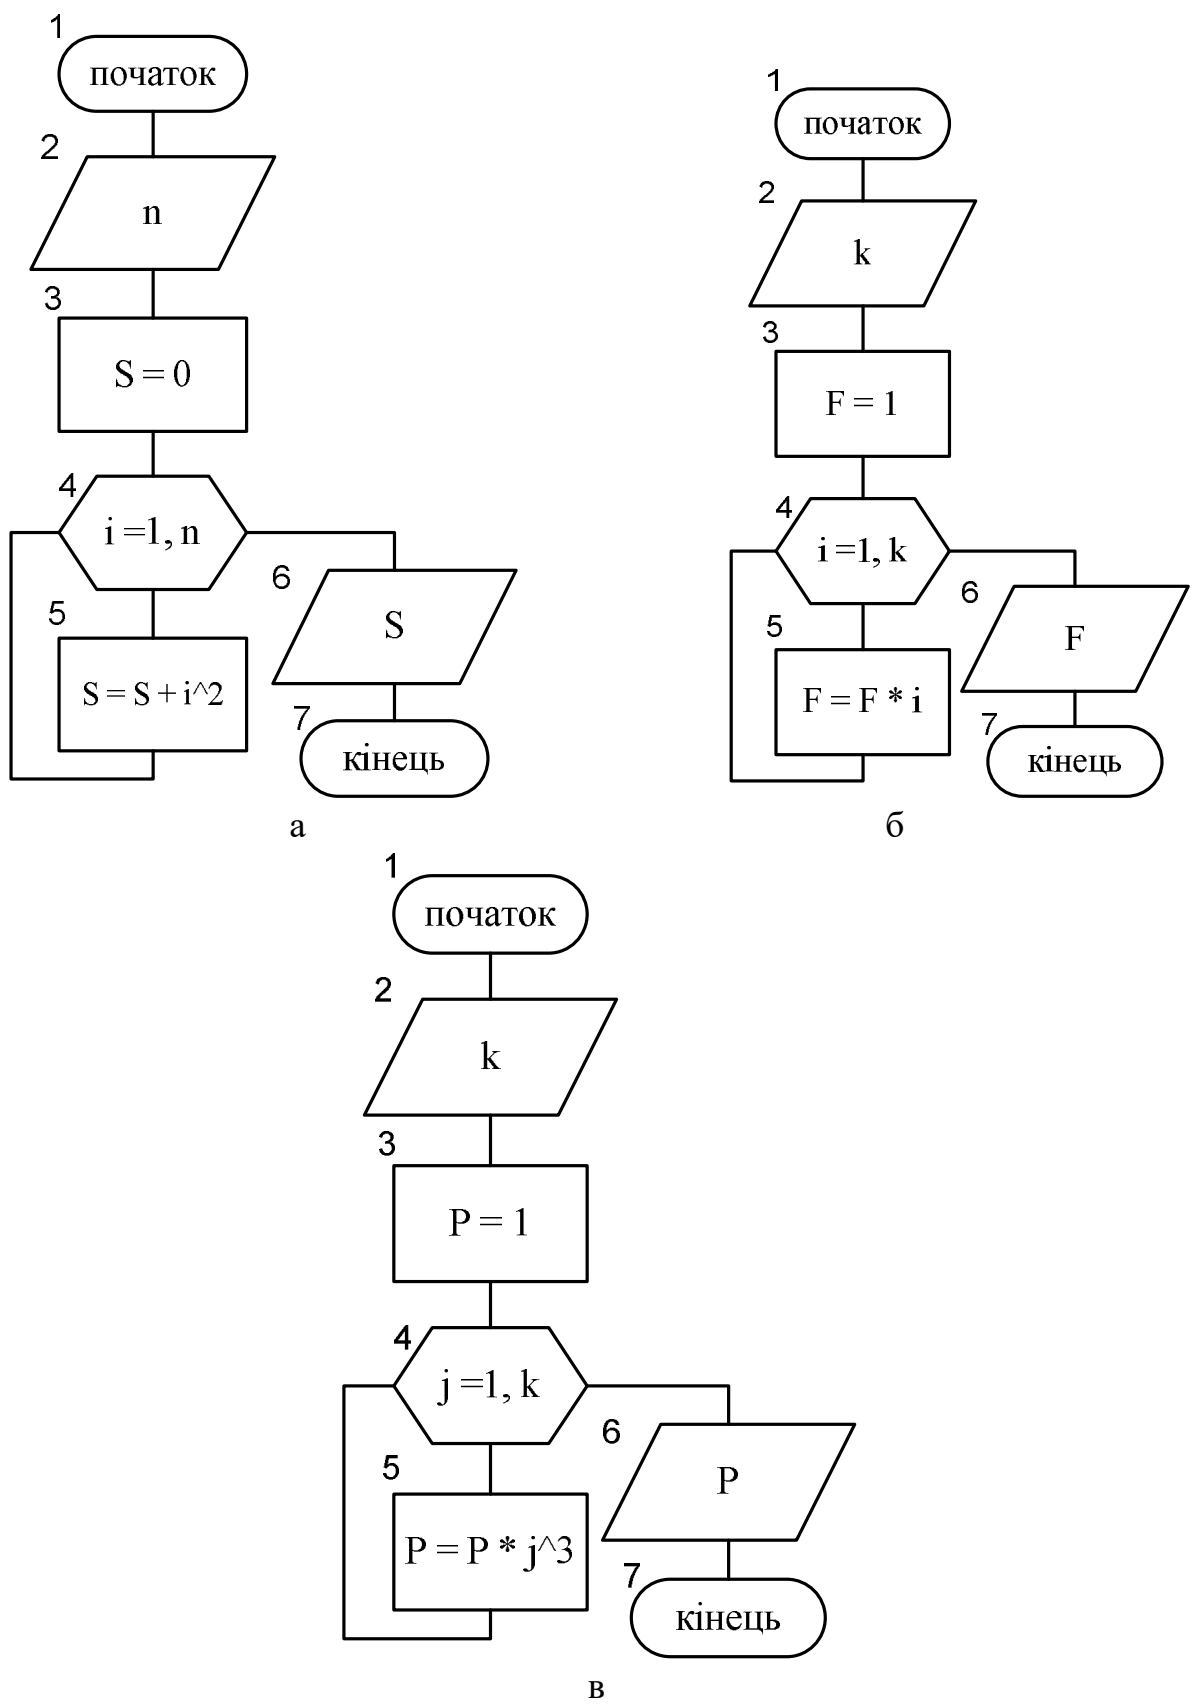 1
початок
2
n
3
S = 0
4
i =1, n
5
S = S + i^2
6
S
7
кінець
а
1
початок
2
k
3
F = 1
4
i =1, k
5
F = F * i
6
F
7
кінець
б
1
початок
2
k
3
P = 1
4
j =1, k
5
P = P * j^3
6
P
7
кінець
в